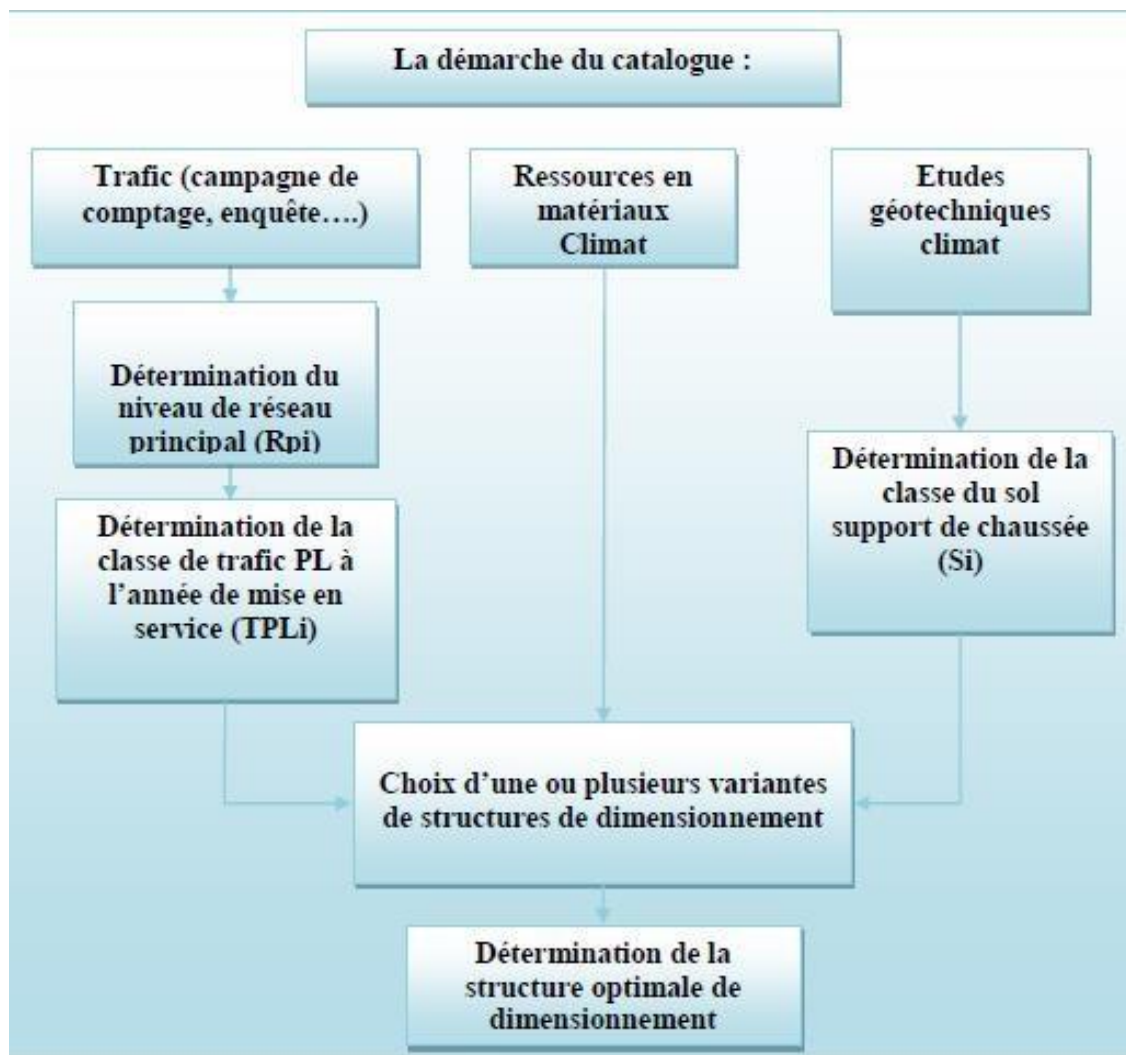 La démarche du catalogue :
Trafic (campagne de
comptage, enquête….)
Ressources en
matériaux
Climat
Etudes
géotechniques
climat
Détermination du
niveau de réseau
principal (Rpi)
Détermination de la
classe de trafic PL à
l’année de mise en
service (TPLi)
Détermination de la
classe du sol
support de chaussée
(Si)
Choix d’une ou plusieurs variantes
de structures de dimensionnement
Détermination de la
structure optimale de
dimensionnement